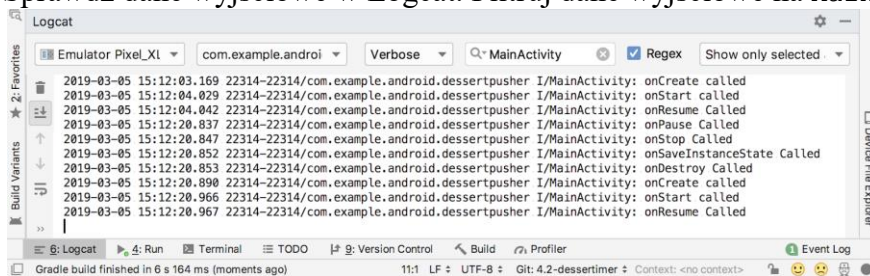 Logcat
Emulator Pixel_XL
com.example.androi
Verbose
MainActivity
Regex
Show only selected
2: Favorites
Build Variants
2019-03-05 15:12:03.169 22314-22314/com.example.android.dessertpusher I/MainActivity: onCreate called
2019-03-05 15:12:04.029 22314-22314/com.example.android.dessertpusher I/MainActivity: onStart called
2019-03-05 15:12:04.042 22314-22314/com.example.android.dessertpusher I/MainActivity: onResume Called
2019-03-05 15:12:20.837 22314-22314/com.example.android.dessertpusher I/MainActivity: onPause Called
2019-03-05 15:12:20.847 22314-22314/com.example.android.dessertpusher I/MainActivity: onStop Called
2019-03-05 15:12:20.852 22314-22314/com.example.android.dessertpusher I/MainActivity: onSaveInstanceState Called
2019-03-05 15:12:20.853 22314-22314/com.example.android.dessertpusher I/MainActivity: onDestroy Called
2019-03-05 15:12:20.890 22314-22314/com.example.android.dessertpusher I/MainActivity: onCreate called
2019-03-05 15:12:20.966 22314-22314/com.example.android.dessertpusher I/MainActivity: onStart called
2019-03-05 15:12:20.967 22314-22314/com.example.android.dessertpusher I/MainActivity: onResume Called
Device File Explorer
6: Logcat 4: Run Terminal TODO 9: Version Control Build Profiler 1 Event Log
Gradle build finished in 6 s 164 ms (moments ago) 11:1 LF UTF-8 Git: 4.2-dessertimer Context: <no context>